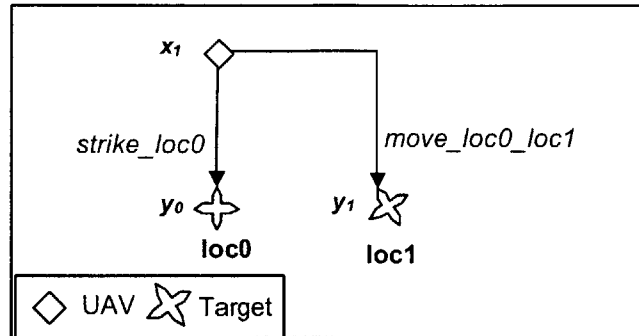 x₁
strike_loc0 move_loc0_loc1
y₀ y₁
loc0 loc1
UAV Target